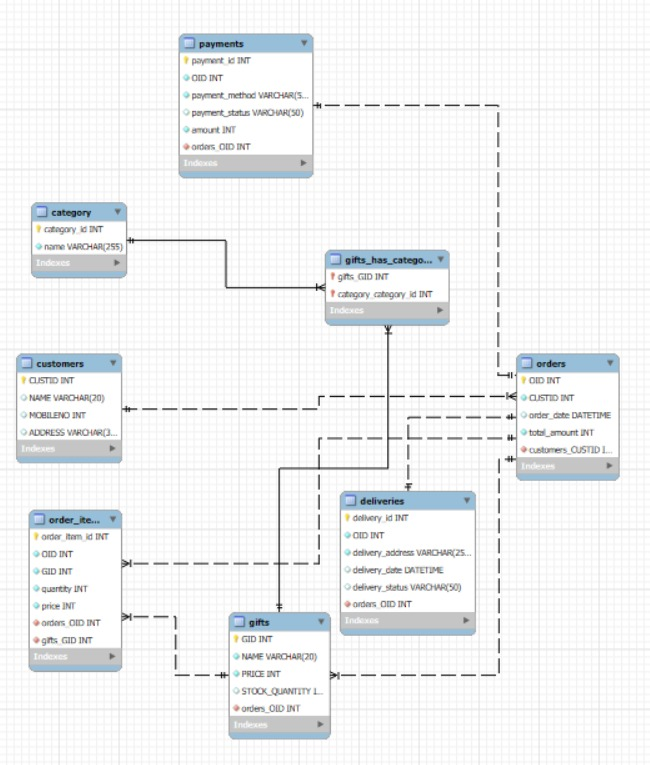 payments
payment_id INT
OID INT
payment_method VARCHAR(5...
payment_status VARCHAR(50)
amount INT
orders_OID INT
Indexes
category
category_id INT
name VARCHAR(255)
Indexes
gifts_has_catego...
gifts_GID INT
category_category_id INT
Indexes
customers
CUSTID INT
NAME VARCHAR(20)
MOBILENO INT
ADDRESS VARCHAR(3...
Indexes
orders
OID INT
CUSTID INT
order_date DATETIME
total_amount INT
customers_CUSTID I...
Indexes
order_ite...
order_item_id INT
OID INT
GID INT
quantity INT
price INT
orders_OID INT
gifts_GID INT
Indexes
deliveries
delivery_id INT
OID INT
delivery_address VARCHAR(25...
delivery_date DATETIME
delivery_status VARCHAR(50)
orders_OID INT
Indexes
gifts
GID INT
NAME VARCHAR(20)
PRICE INT
STOCK_QUANTITY I...
orders_OID INT
Indexes